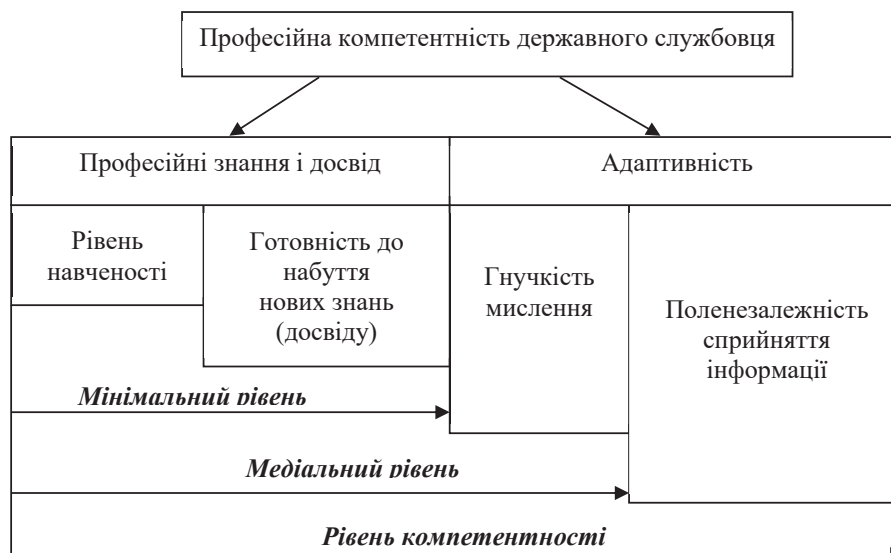 Професійна компетентність державного службовця
Професійні знання і досвід
Адаптивність
Рівень
навченості
Готовність до
набуття
нових знань
(досвіду)
Гнучкість
мислення
Поленезалежність
сприйняття
інформації
Мінімальний рівень
Медіальний рівень
Рівень компетентності